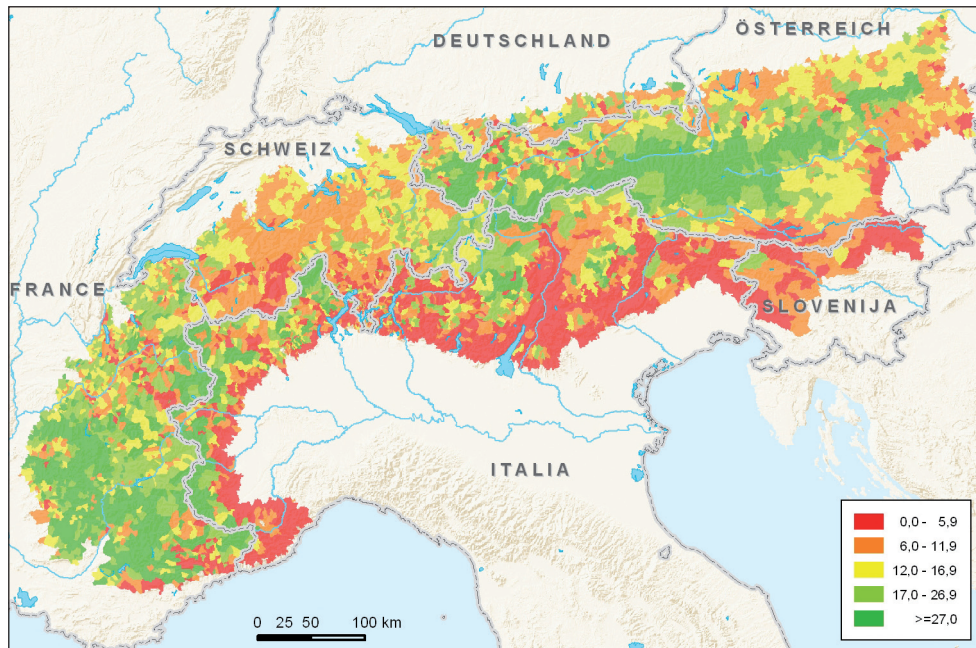 DEUTSCHLAND
ÖSTERREICH
SCHWEIZ
FRANCE
SLOVENIJA
ITALIA
0 25 50 100 km
0,0 - 5,9
6,0 - 11,9
12,0 - 16,9
17,0 - 26,9
>=27,0